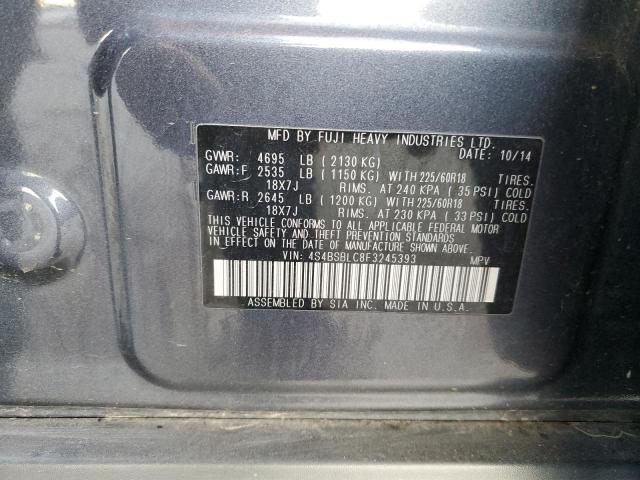 MFD BY FUJI HEAVY INDUSTRIES LTD.
DATE: 10/14
GVWR: 4695 LB (2130 KG)
GAWR:F 2535 LB (1150 KG) WITH 225/60R18 TIRES.
18X7J RIMS. AT 240 KPA (35 PSI) COLD
GAWR:R 2645 LB (1200 KG) WITH 225/60R18 TIRES.
18X7J RIMS. AT 230 KPA (33 PSI) COLD
THIS VEHICLE CONFORMS TO ALL APPLICABLE FEDERAL MOTOR
VEHICLE SAFETY AND THEFT PREVENTION STANDARDS
IN EFFECT ON THE DATE OF MANUFACTURE SHOWN ABOVE.
VIN: 4S4BSBLC8F3245393 MPV
ASSEMBLED BY SIA INC. MADE IN U.S.A.